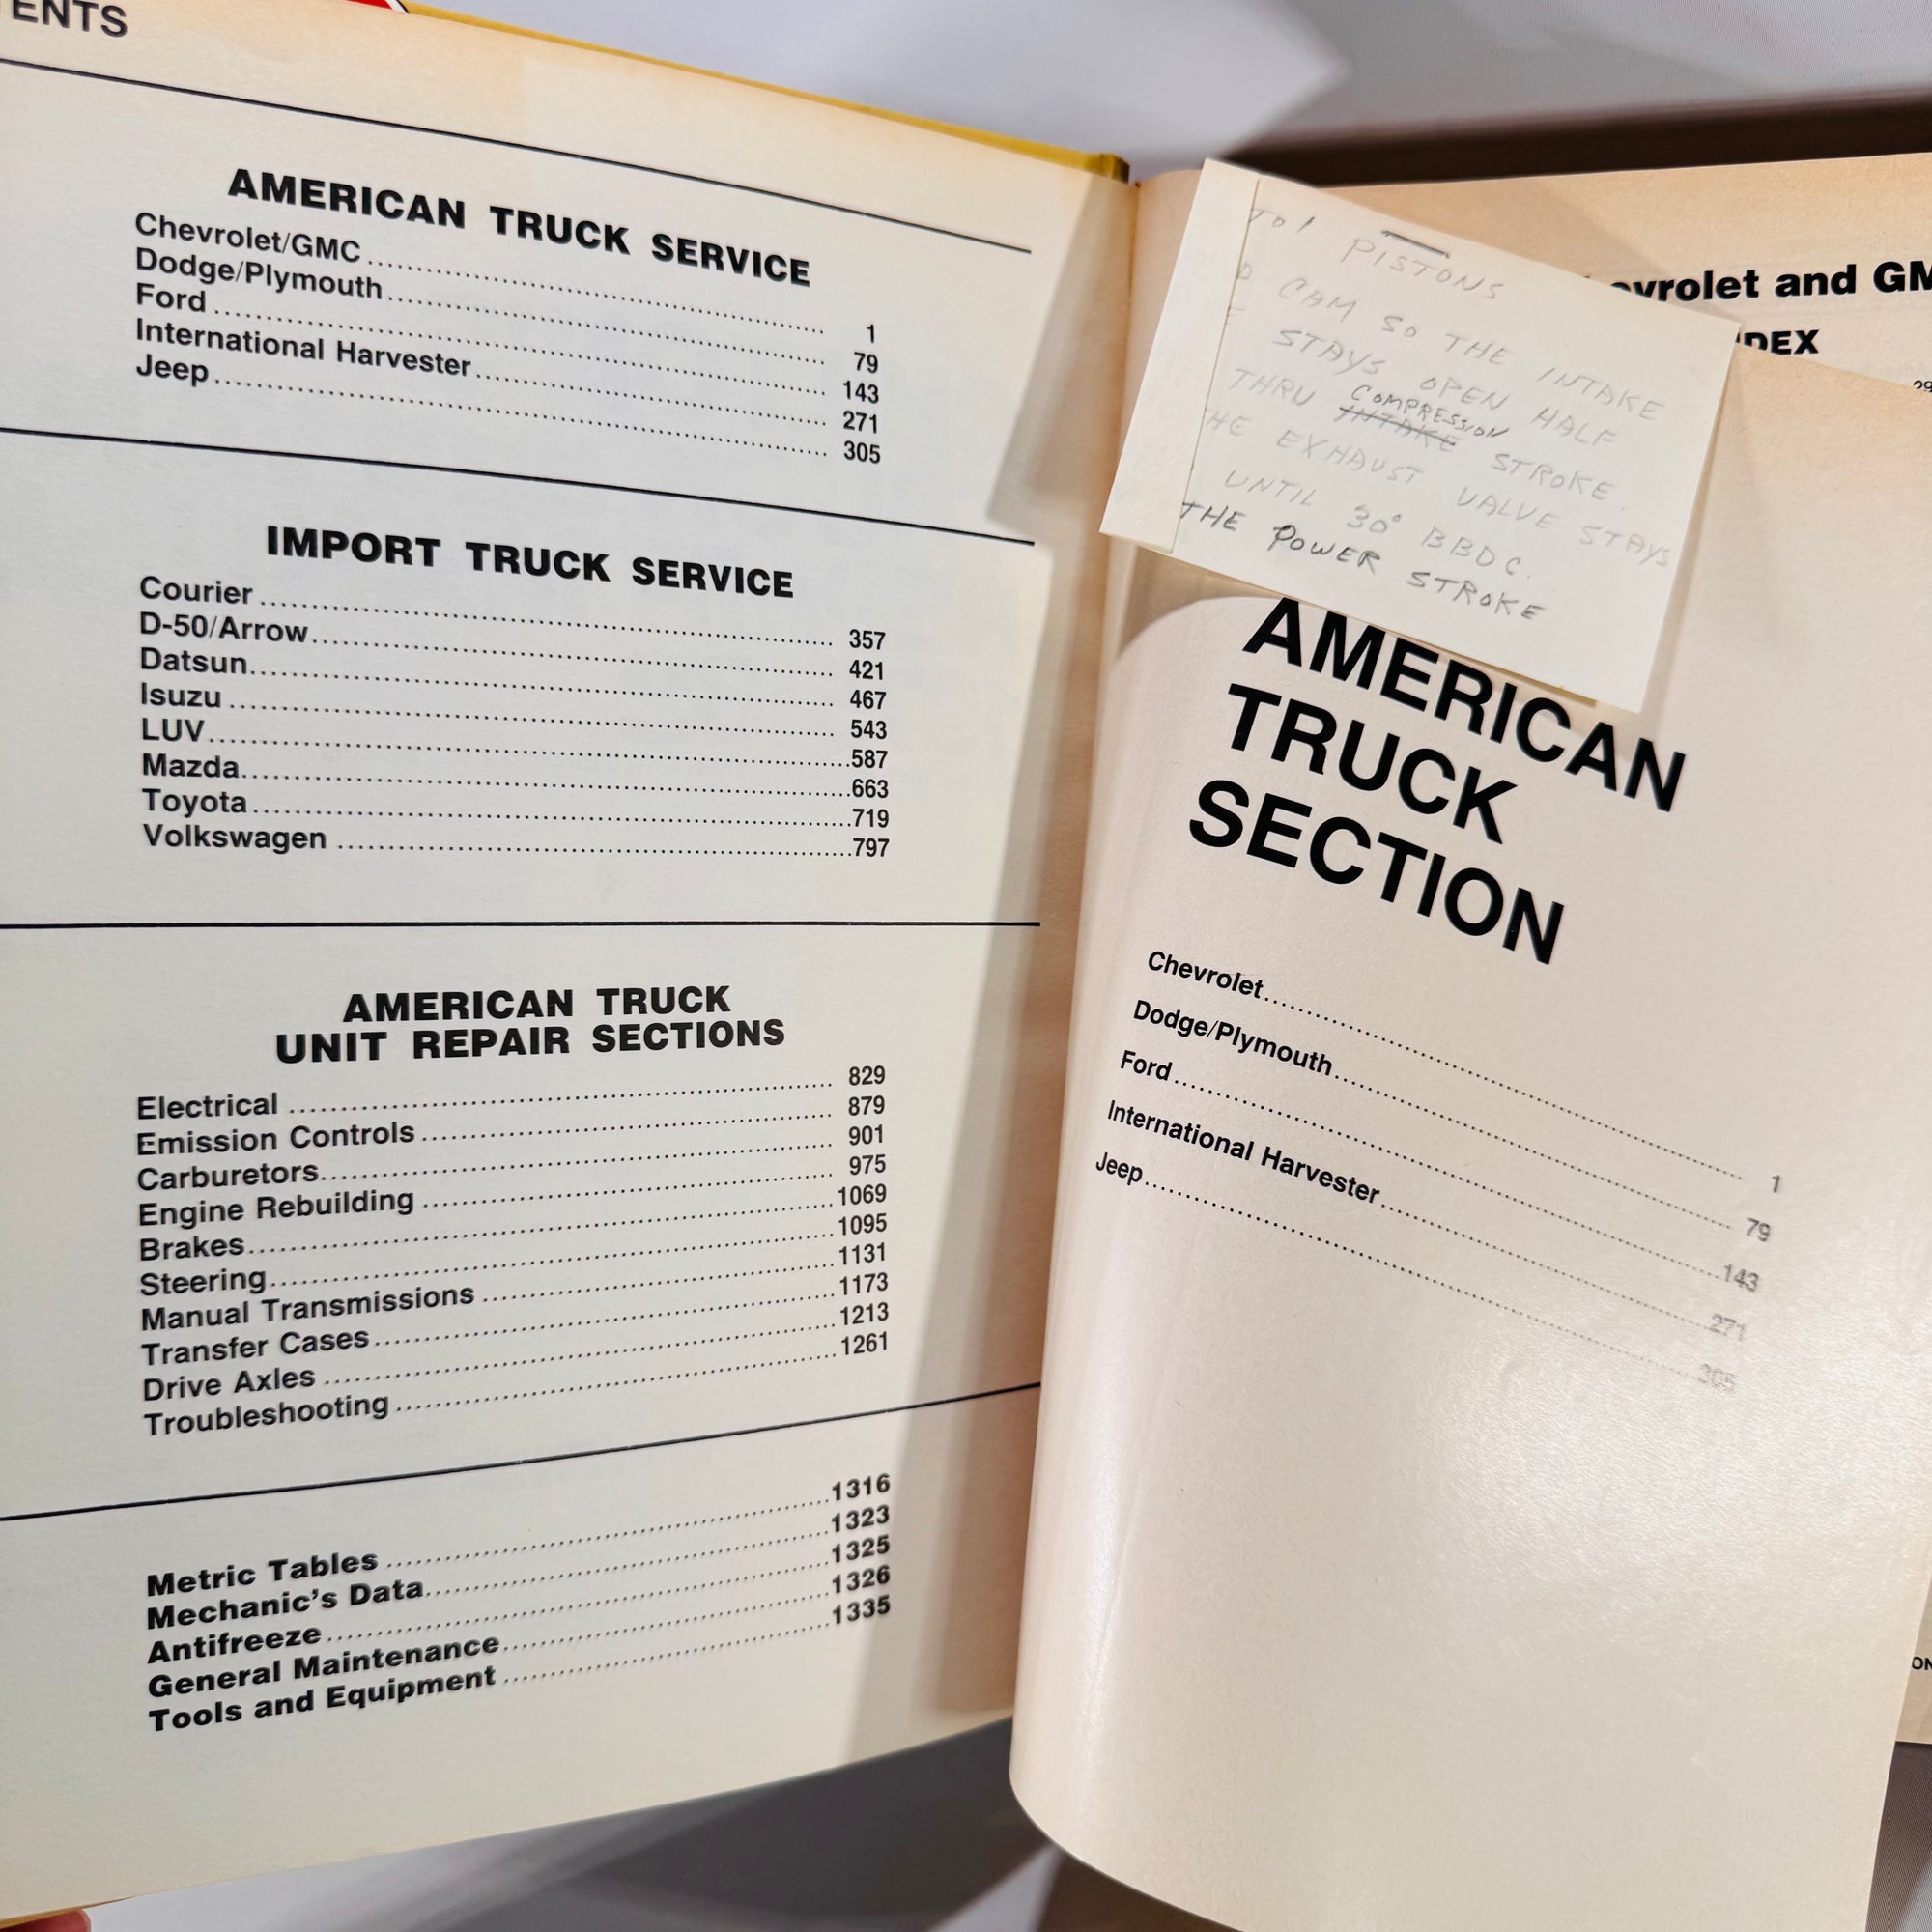 ENTS
AMERICAN TRUCK SERVICE
Chevrolet/GMC 1
Dodge/Plymouth 79
Ford 143
International Harvester 271
Jeep 305
IMPORT TRUCK SERVICE
Courier 357
D-50/Arrow 421
Datsun 467
Isuzu 543
LUV 587
Mazda 663
Toyota 719
Volkswagen 797
AMERICAN TRUCK
UNIT REPAIR SECTIONS
Electrical 829
Emission Controls 879
Carburetors 901
Engine Rebuilding 975
Brakes 1069
Steering 1095
Manual Transmissions 1131
Transfer Cases 1173
Drive Axles 1213
Troubleshooting 1261
Metric Tables 1316
Mechanic's Data 1323
Antifreeze 1325
General Maintenance 1326
Tools and Equipment 1335
TO 1 PISTONS
CAM SO THE INTAKE
STAYS OPEN HALF
THRU COMPRESSION INTAKE STROKE.
HE EXHAUST VALVE STAYS
UNTIL 30° BBDC.
THE POWER STROKE
evrolet and GM
DEX
29
AMERICAN
TRUCK
SECTION
Chevrolet 1
Dodge/Plymouth 79
Ford 143
International Harvester 271
Jeep 305
ON